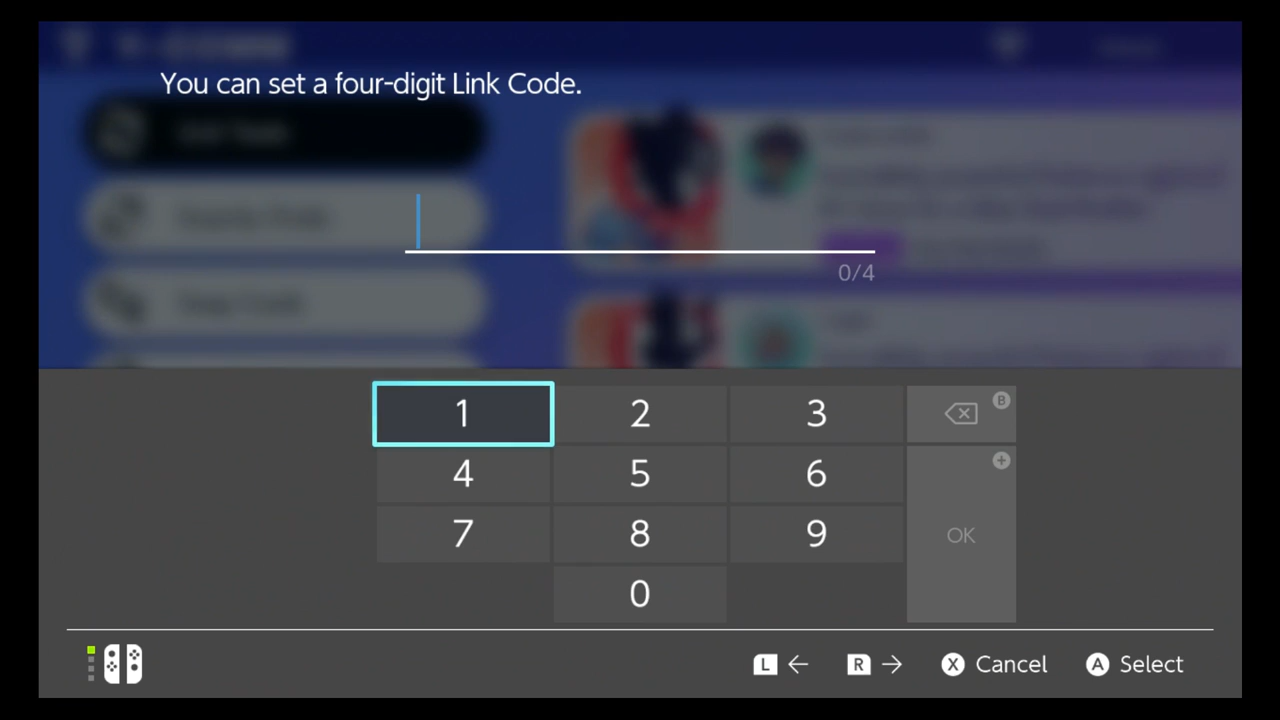 You can set a four-digit Link Code.
0/4
1 2 3 B
4 5 6 +
7 8 9 OK
0
L ← R → X Cancel A Select